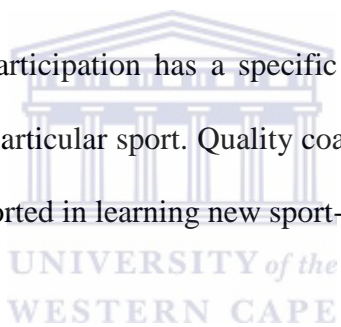 articipation has a specific
articular sport. Quality coa
orted in learning new sport-
UNIVERSITY of the
WESTERN CAPE